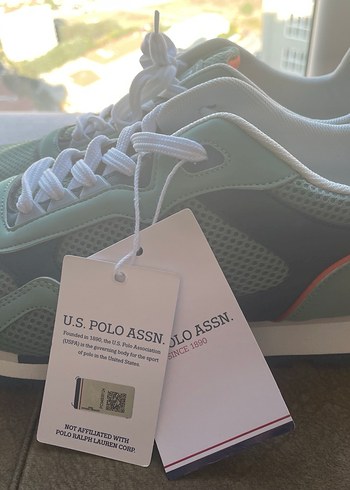 U.S. POLO ASSN.
Founded in 1890, the U.S. Polo Association
(USPA) is the governing body for the sport
of polo in the United States.
NOT AFFILIATED WITH
POLO RALPH LAUREN CORP.
OLO ASSN.
SINCE 1890